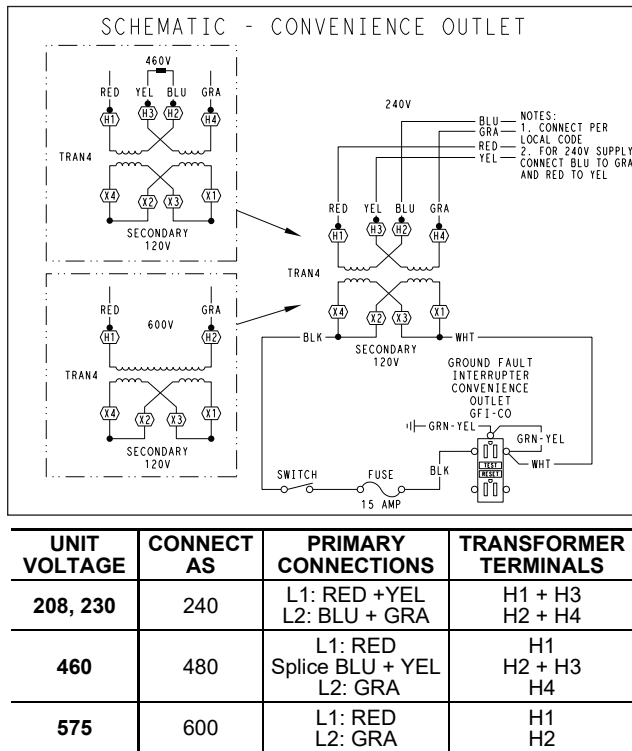 SCHEMATIC - CONVENIENCE OUTLET
460V
RED YEL BLU GRA
H1 H3 H2 H4
TRAN4
X4 X2 X3 X1
SECONDARY
120V
RED GRA
600V
H1 H2
TRAN4
X4 X2 X3 X1
SECONDARY
120V
240V
BLU
GRA
RED
YEL
NOTES:
1. CONNECT PER
LOCAL CODE
2. FOR 240V SUPPLY
CONNECT BLU TO GRA
AND RED TO YEL
RED YEL BLU GRA
H1 H3 H2 H4
TRAN4
X4 X2 X3 X1
BLK WHT
SECONDARY
120V
GROUND FAULT
INTERRUPTER
CONVENIENCE
OUTLET
GFI-CO
GRN-YEL
GRN-YEL
WHT
BLK
TEST
RESET
SWITCH FUSE
15 AMP
UNIT VOLTAGE CONNECT AS PRIMARY CONNECTIONS TRANSFORMER TERMINALS
208, 230 240 L1: RED +YEL H1 + H3
L2: BLU + GRA H2 + H4
460 480 L1: RED H1
Splice BLU + YEL H2 + H3
L2: GRA H4
575 600 L1: RED H1
L2: GRA H2